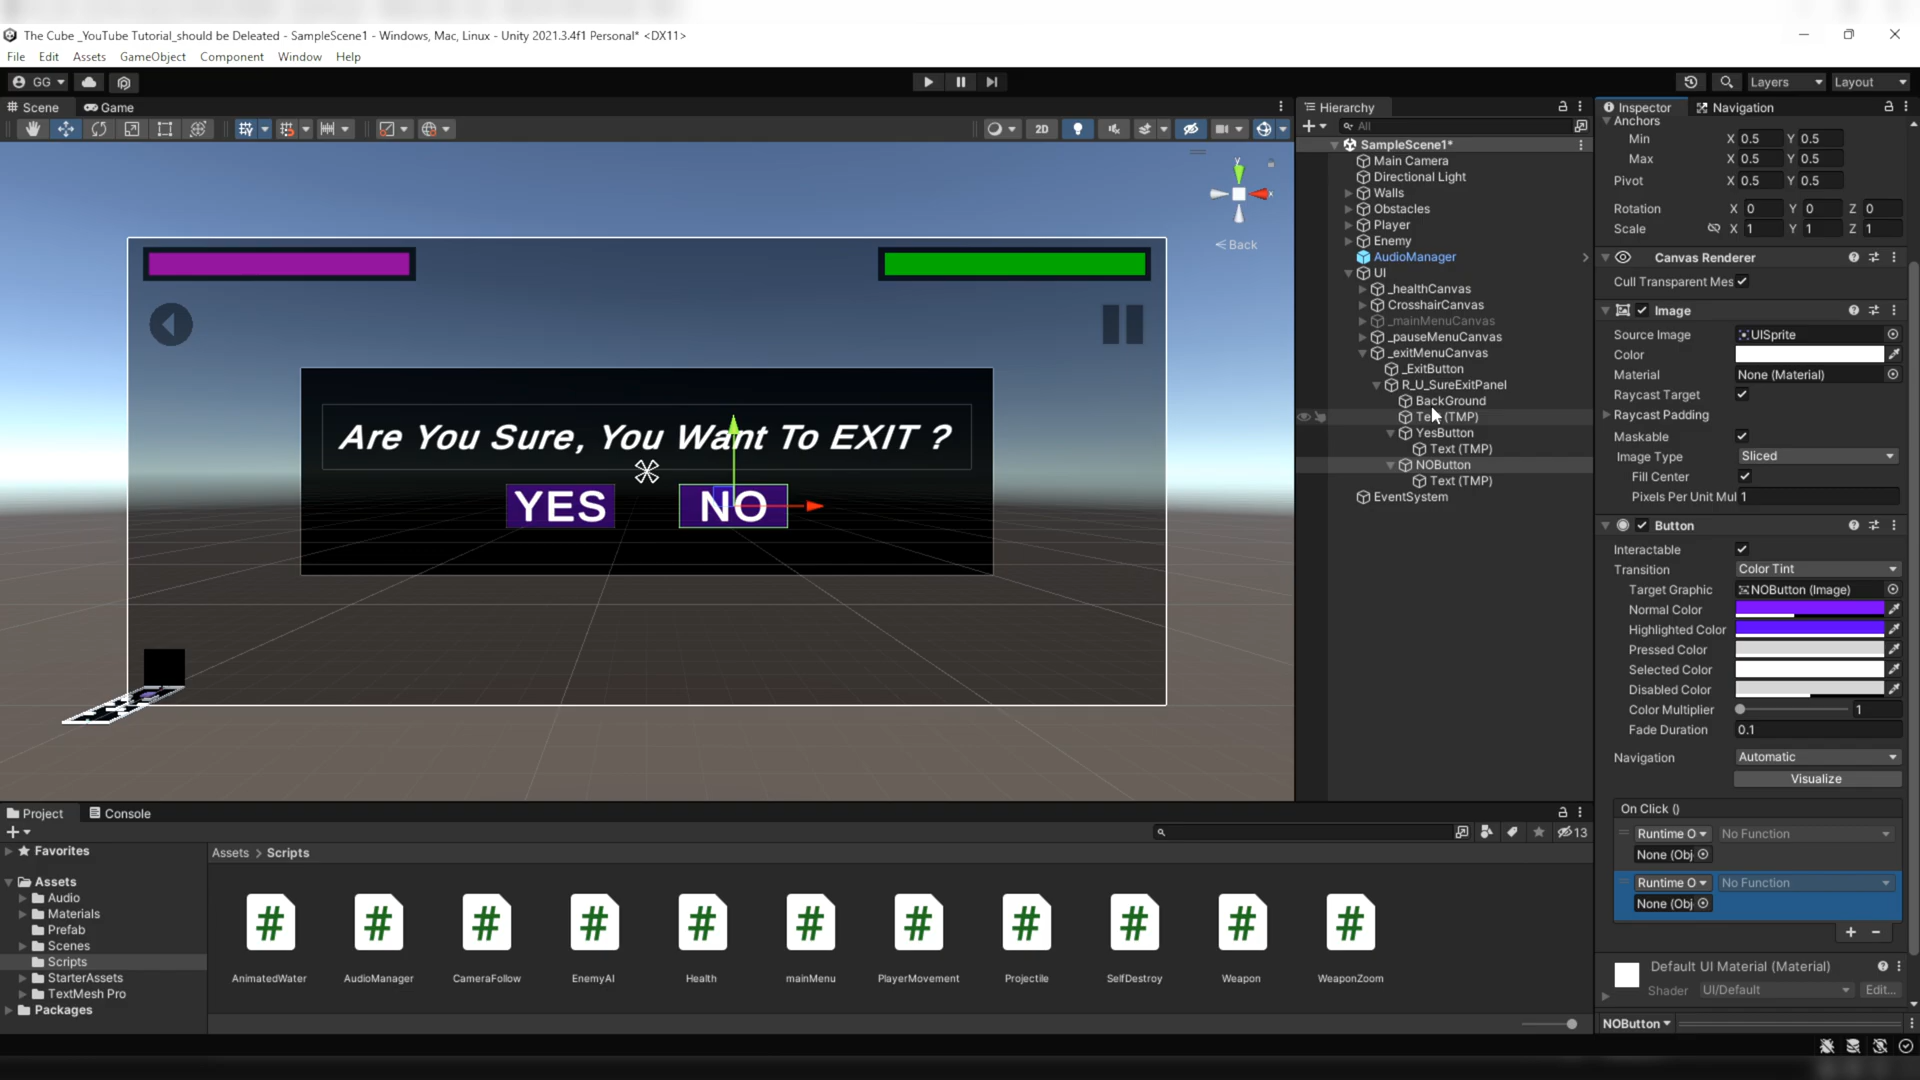 The Cube _YouTube Tutorial_should be Deleated - SampleScene1 - Windows, Mac, Linux - Unity 2021.3.4f1 Personal* <DX11>
File Edit Assets GameObject Component Window Help
GG Layers Layout
Scene Game
2D
y
x
Back
Are You Sure, You Want To EXIT ?
YES NO
Hierarchy
All
SampleScene1*
Main Camera
Directional Light
Walls
Obstacles
Player
Enemy
AudioManager
UI
_healthCanvas
CrosshairCanvas
_mainMenuCanvas
_pauseMenuCanvas
_exitMenuCanvas
_ExitButton
R_U_SureExitPanel
BackGround
(TMP)
YesButton
Text (TMP)
NOButton
Text (TMP)
EventSystem
Inspector Navigation
Anchors
Min X 0.5 Y 0.5
Max X 0.5 Y 0.5
Pivot X 0.5 Y 0.5
Rotation X 0 Y 0 Z 0
Scale X 1 Y 1 Z 1
Canvas Renderer
Cull Transparent Mes
Image
Source Image UISprite
Color
Material None (Material)
Raycast Target
Raycast Padding
Maskable
Image Type Sliced
Fill Center
Pixels Per Unit Mul 1
Button
Interactable
Transition Color Tint
Target Graphic NOButton (Image)
Normal Color
Highlighted Color
Pressed Color
Selected Color
Disabled Color
Color Multiplier 1
Fade Duration 0.1
Navigation Automatic
Visualize
On Click ()
Runtime O No Function
None (Obj
Runtime O No Function
None (Obj
+ -
Default UI Material (Material)
Shader UI/Default Edit...
NOButton
Project Console
13
Favorites
Assets
Audio
Materials
Prefab
Scenes
Scripts
StarterAssets
TextMesh Pro
Packages
Assets > Scripts
# # # # # # # # # # #
AnimatedWater AudioManager CameraFollow EnemyAI Health mainMenu PlayerMovement Projectile SelfDestroy Weapon WeaponZoom